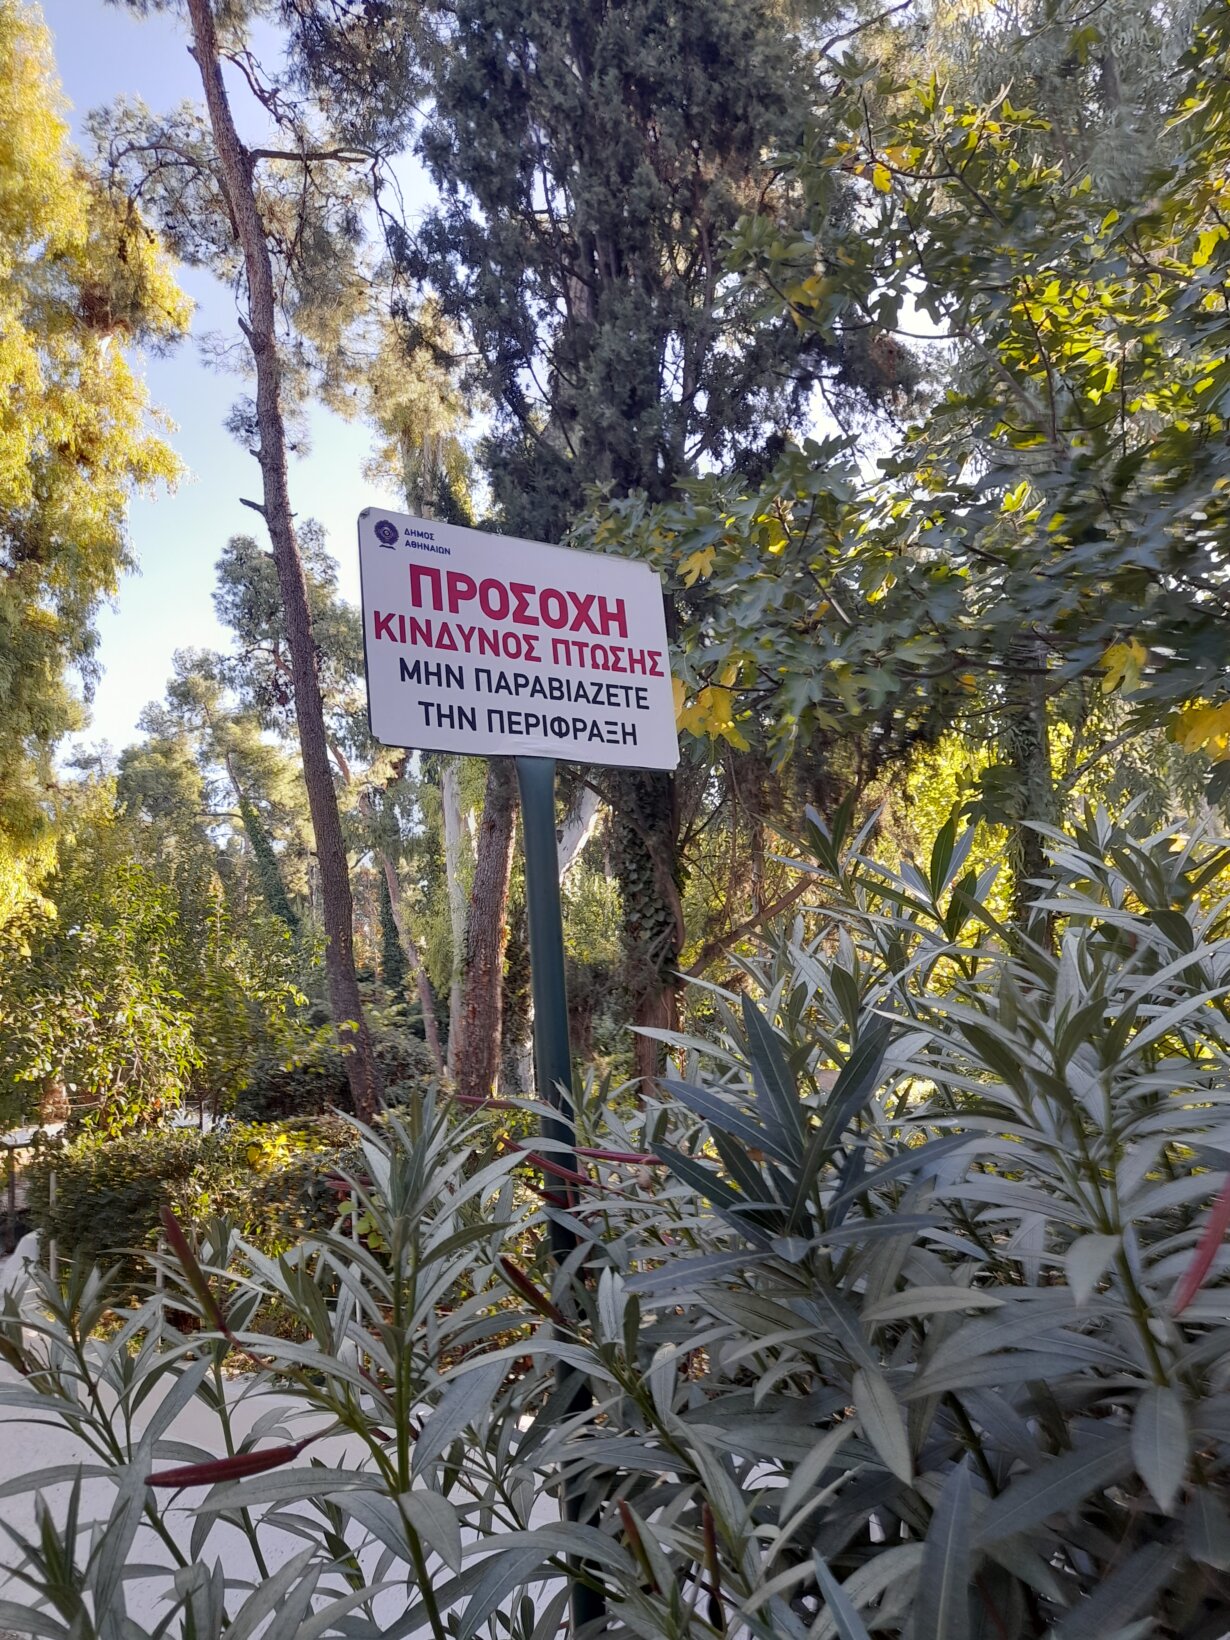 ΔΗΜΟΣ
ΑΘΗΝΑΙΩΝ
ΠΡΟΣΟΧΗ
ΚΙΝΔΥΝΟΣ ΠΤΩΣΗΣ
ΜΗΝ ΠΑΡΑΒΙΑΖΕΤΕ
ΤΗΝ ΠΕΡΙΦΡΑΞΗ